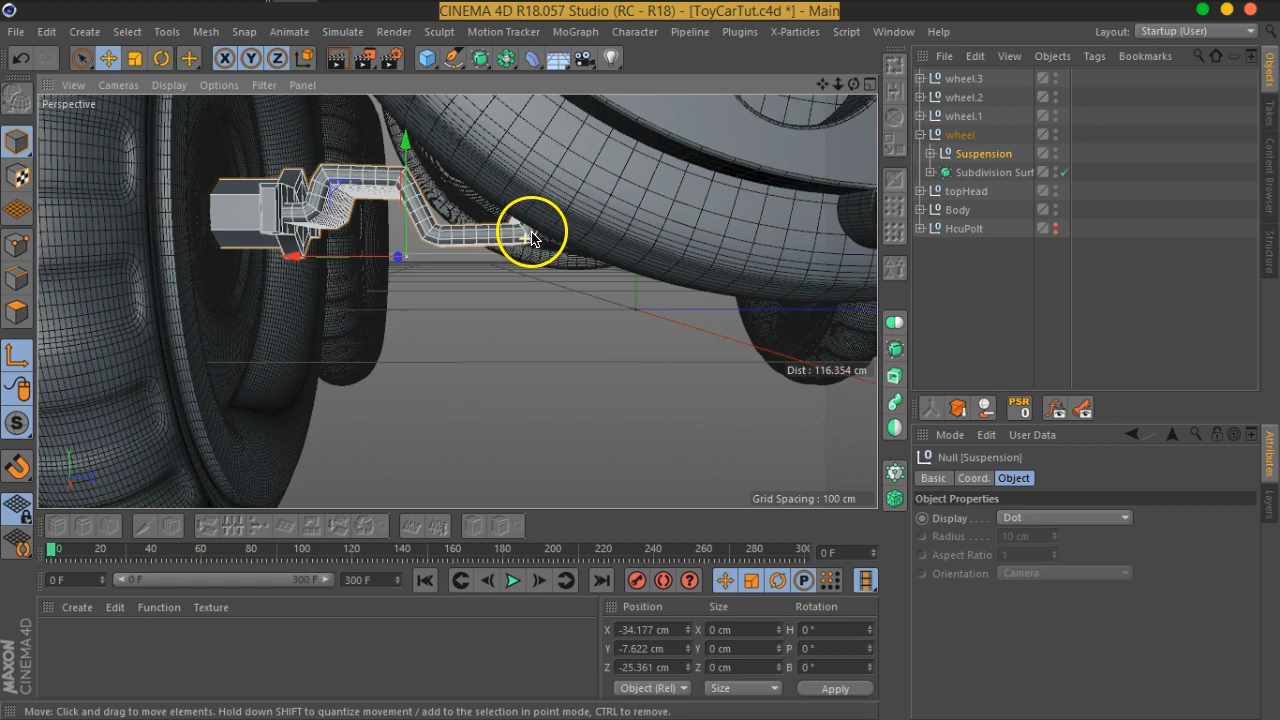 CINEMA 4D R18.057 Studio (RC - R18) - [ToyCarTut.c4d *] - Main
File Edit Create Select Tools Mesh Snap Animate Simulate Render Sculpt Motion Tracker MoGraph Character Pipeline Plugins X-Particles Script Window Help Layout: Startup (User)
X Y Z
File Edit View Objects Tags Bookmarks
View Cameras Display Options Filter Panel
Perspective
wheel.3
wheel.2
wheel.1
wheel
Suspension
Subdivision Surf
topHead
Body
HcuPolt
Objects
Takes
Content Browser
Dist : 116.354 cm
Grid Spacing : 100 cm
PSR
0
Mode Edit User Data
Null [Suspension]
Basic Coord. Object
Object Properties
Display . . . . Dot
Radius . . . . 10 cm
Aspect Ratio 1
Orientation . Camera
Attributes
Layers
0 20 40 60 80 100 120 140 160 180 200 220 240 260 280 30 0 F
0 F 0 F 300 F 300 F
P
Create Edit Function Texture
Position Size Rotation
X -34.177 cm X 0 cm H 0 °
Y -7.622 cm Y 0 cm P 0 °
Z -25.361 cm Z 0 cm B 0 °
Object (Rel) Size Apply
MAXON
CINEMA 4D
Move: Click and drag to move elements. Hold down SHIFT to quantize movement / add to the selection in point mode, CTRL to remove.